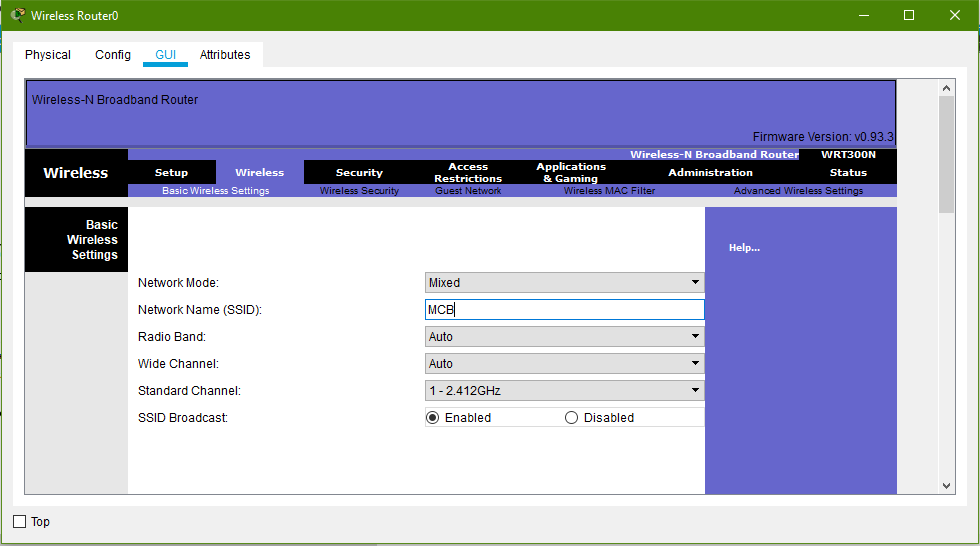 Wireless Router0
Physical Config GUI Attributes
Wireless-N Broadband Router
Firmware Version: v0.93.3
Wireless-N Broadband Router WRT300N
Wireless
Setup Wireless Security Access Restrictions Applications & Gaming Administration Status
Basic Wireless Settings Wireless Security Guest Network Wireless MAC Filter Advanced Wireless Settings
Basic
Wireless
Settings
Help...
Network Mode: Mixed
Network Name (SSID): MCB
Radio Band: Auto
Wide Channel: Auto
Standard Channel: 1 - 2.412GHz
SSID Broadcast: Enabled Disabled
Top